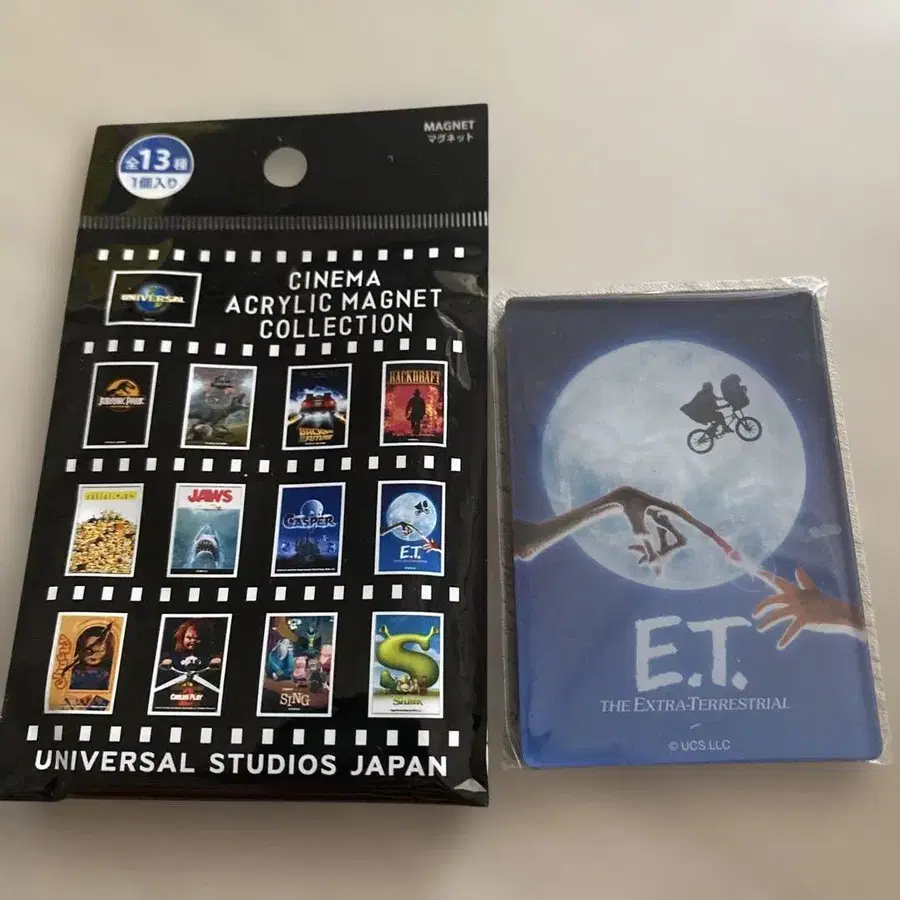 全13種
1個入り
MAGNET
マグネット
UNIVERSAL
CINEMA
ACRYLIC MAGNET
COLLECTION
JURASSIC PARK
BACK TO THE
FUTURE
BACKDRAFT
JAWS
CASPER
E.T.
CHILD'S PLAY
2
SING
SHREK
UNIVERSAL STUDIOS JAPAN
E.T.
THE EXTRA-TERRESTRIAL
© UCS LLC